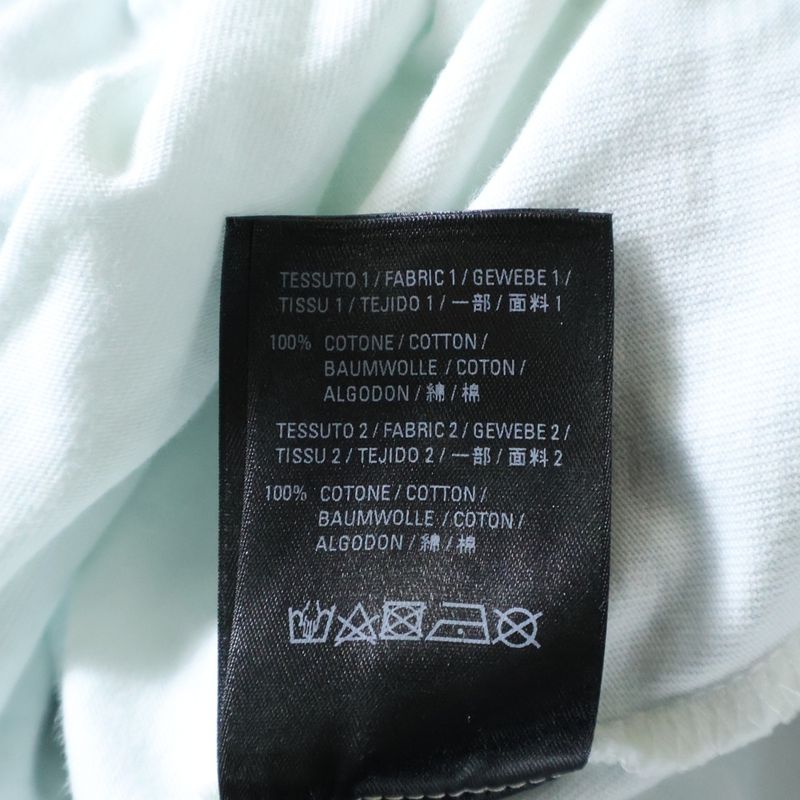 TESSUTO 1 / FABRIC 1 / GEWEBE 1 /
TISSU 1 / TEJIDO 1 / 一部 / 面料 1
100% COTONE / COTTON /
BAUMWOLLE / COTON /
ALGODON / 綿 / 棉
TESSUTO 2 / FABRIC 2 / GEWEBE 2 /
TISSU 2 / TEJIDO 2 / 一部 / 面料 2
100% COTONE / COTTON /
BAUMWOLLE / COTON /
ALGODON / 綿 / 棉